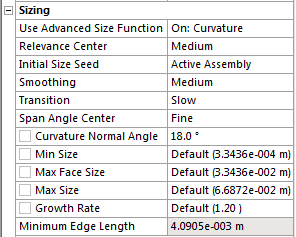 Sizing
Use Advanced Size Function On: Curvature
Relevance Center Medium
Initial Size Seed Active Assembly
Smoothing Medium
Transition Slow
Span Angle Center Fine
Curvature Normal Angle 18.0 °
Min Size Default (3.3436e-004 m)
Max Face Size Default (3.3436e-002 m)
Max Size Default (6.6872e-002 m)
Growth Rate Default (1.20 )
Minimum Edge Length 4.0905e-003 m